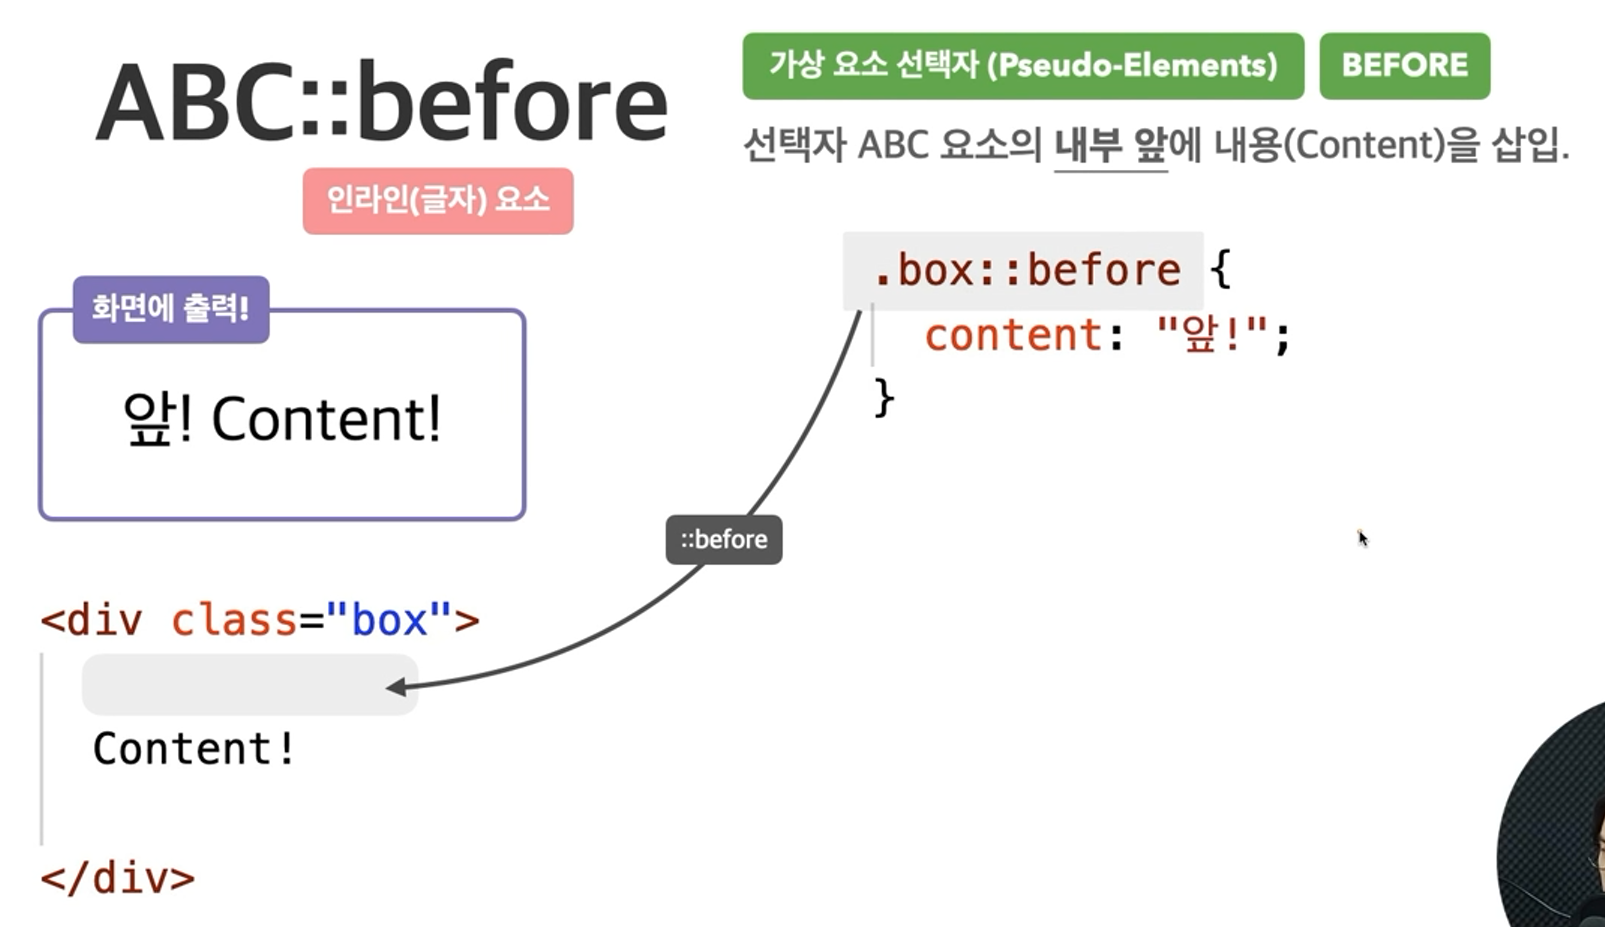 ABC::before
인라인(글자) 요소
가상 요소 선택자 (Pseudo-Elements) BEFORE
선택자 ABC 요소의 내부 앞에 내용(Content)을 삽입.
화면에 출력!
앞! Content!
.box::before {
content: "앞!";
}
::before
<div class="box">
Content!
</div>